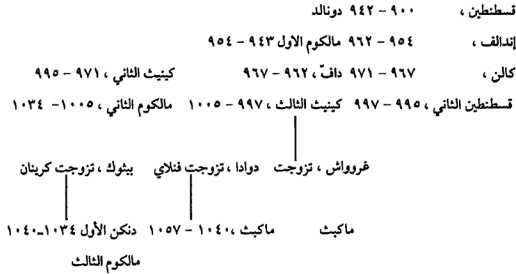 قسطنطين ، ٩٠٠ - ٩٤٢ دونالد
إندالف ، ٩٥٤ - ٩٦٢ مالكوم الاول ٩٤٣ - ٩٥٤
كالن ، ٩٦٧ - ٩٧١ دافّ ، ٩٦٢ - ٩٦٧ كينيث الثاني ، ٩٧١ - ٩٩٥
قسطنطين الثاني ، ٩٩٥ - ٩٩٧ كينيث الثالث ، ٩٩٧ - ١٠٠٥ مالكوم الثاني ، ١٠٠٥ - ١٠٣٤
غروواش ، تزوجت دوادا ، تزوجت فنلاي بيثوك ، تزوجت كرينان
ماكبث ماكبث ، ١٠٤٠ - ١٠٥٧ دنكن الأول ١٠٣٤ــ١٠٤٠
مالكوم الثالث